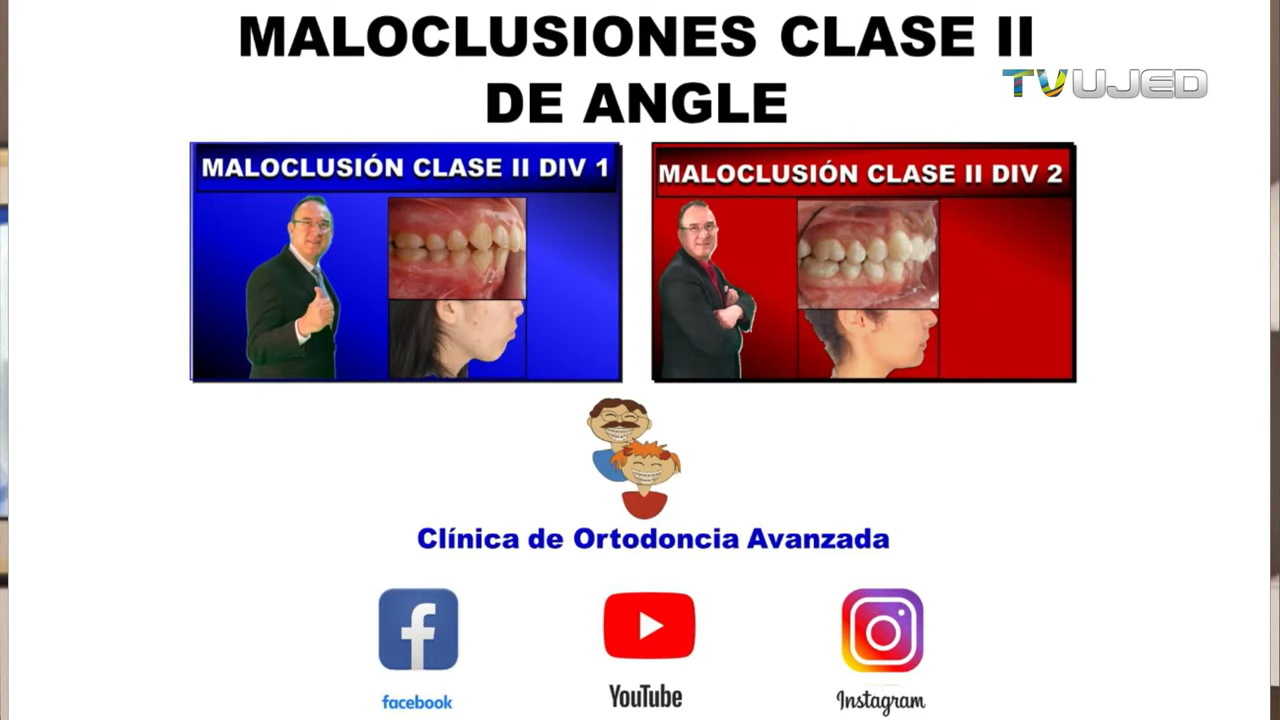 MALOCLUSIONES CLASE II
DE ANGLE
TVUJED
MALOCLUSIÓN CLASE II DIV 1
MALOCLUSIÓN CLASE II DIV 2
Clínica de Ortodoncia Avanzada
facebook
YouTube
Instagram